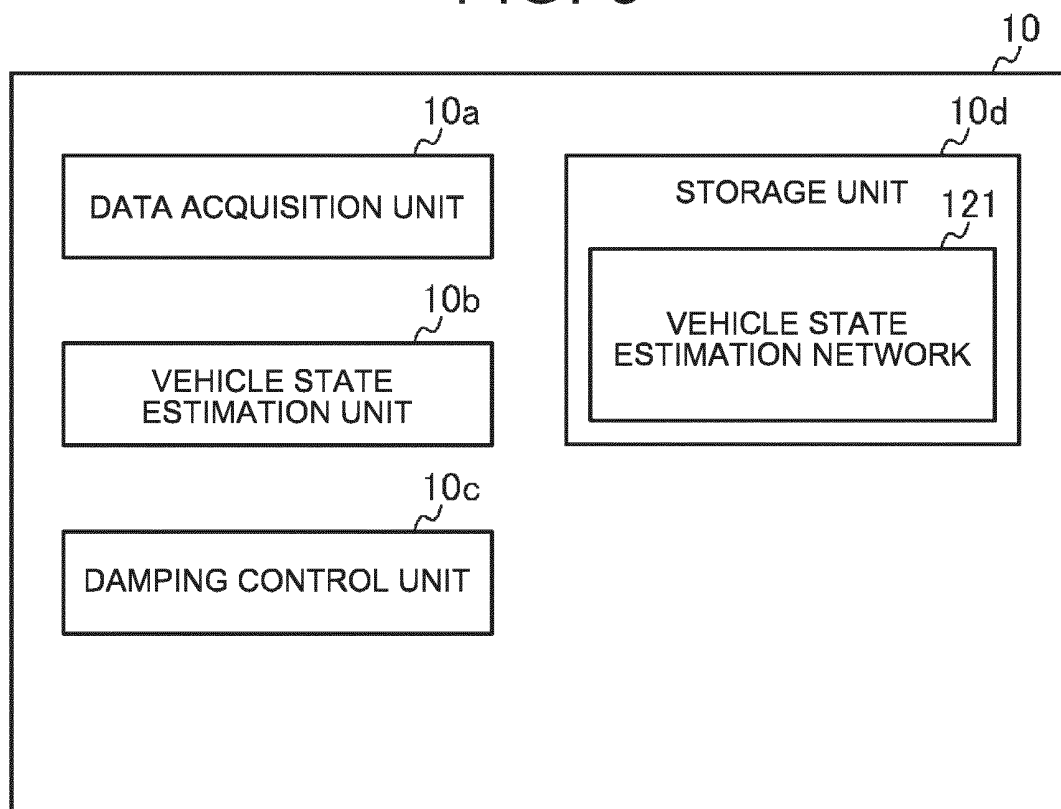 10
10a
DATA ACQUISITION UNIT
10b
VEHICLE STATE
ESTIMATION UNIT
10c
DAMPING CONTROL UNIT
10d
STORAGE UNIT
121
VEHICLE STATE
ESTIMATION NETWORK